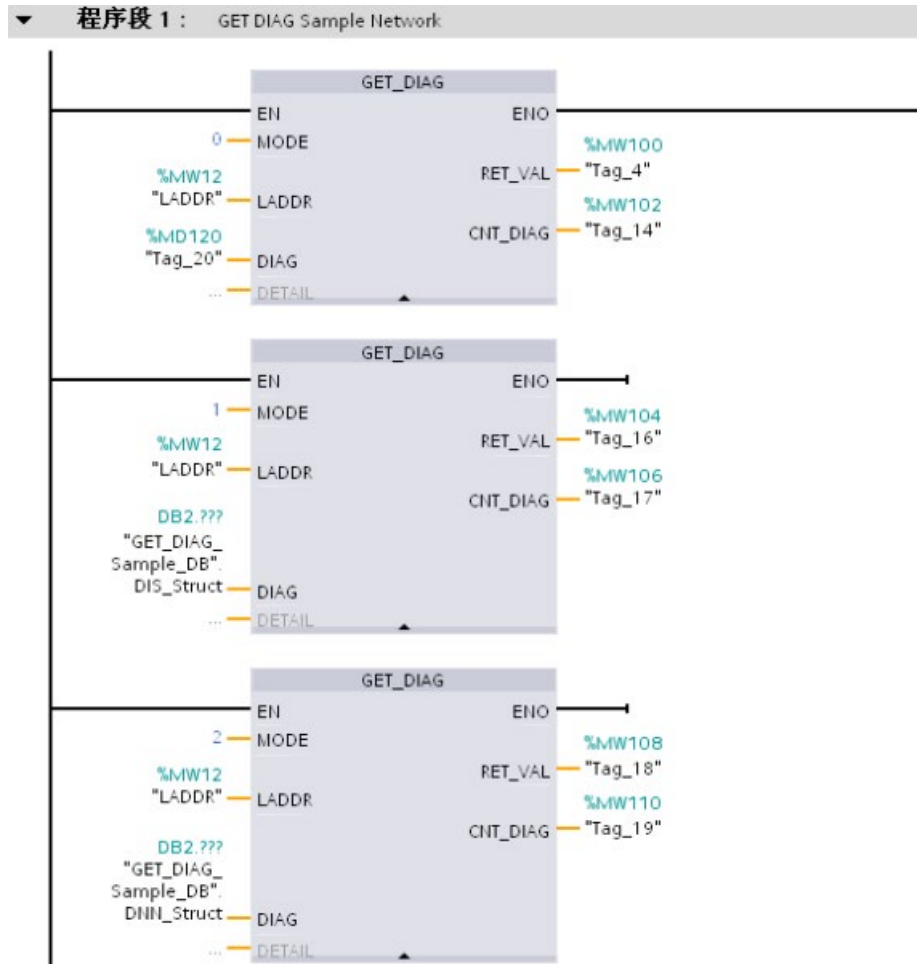 程序段 1： GET DIAG Sample Network
GET_DIAG
EN ENO
0 MODE
%MW100
RET_VAL "Tag_4"
%MW12
"LADDR" LADDR
%MW102
CNT_DIAG "Tag_14"
%MD120
"Tag_20" DIAG
... DETAIL
GET_DIAG
EN ENO
1 MODE
%MW104
RET_VAL "Tag_16"
%MW12
"LADDR" LADDR
%MW106
CNT_DIAG "Tag_17"
DB2.???
"GET_DIAG_
Sample_DB".
DIS_Struct DIAG
... DETAIL
GET_DIAG
EN ENO
2 MODE
%MW108
RET_VAL "Tag_18"
%MW12
"LADDR" LADDR
%MW110
CNT_DIAG "Tag_19"
DB2.???
"GET_DIAG_
Sample_DB".
DNN_Struct DIAG
... DETAIL